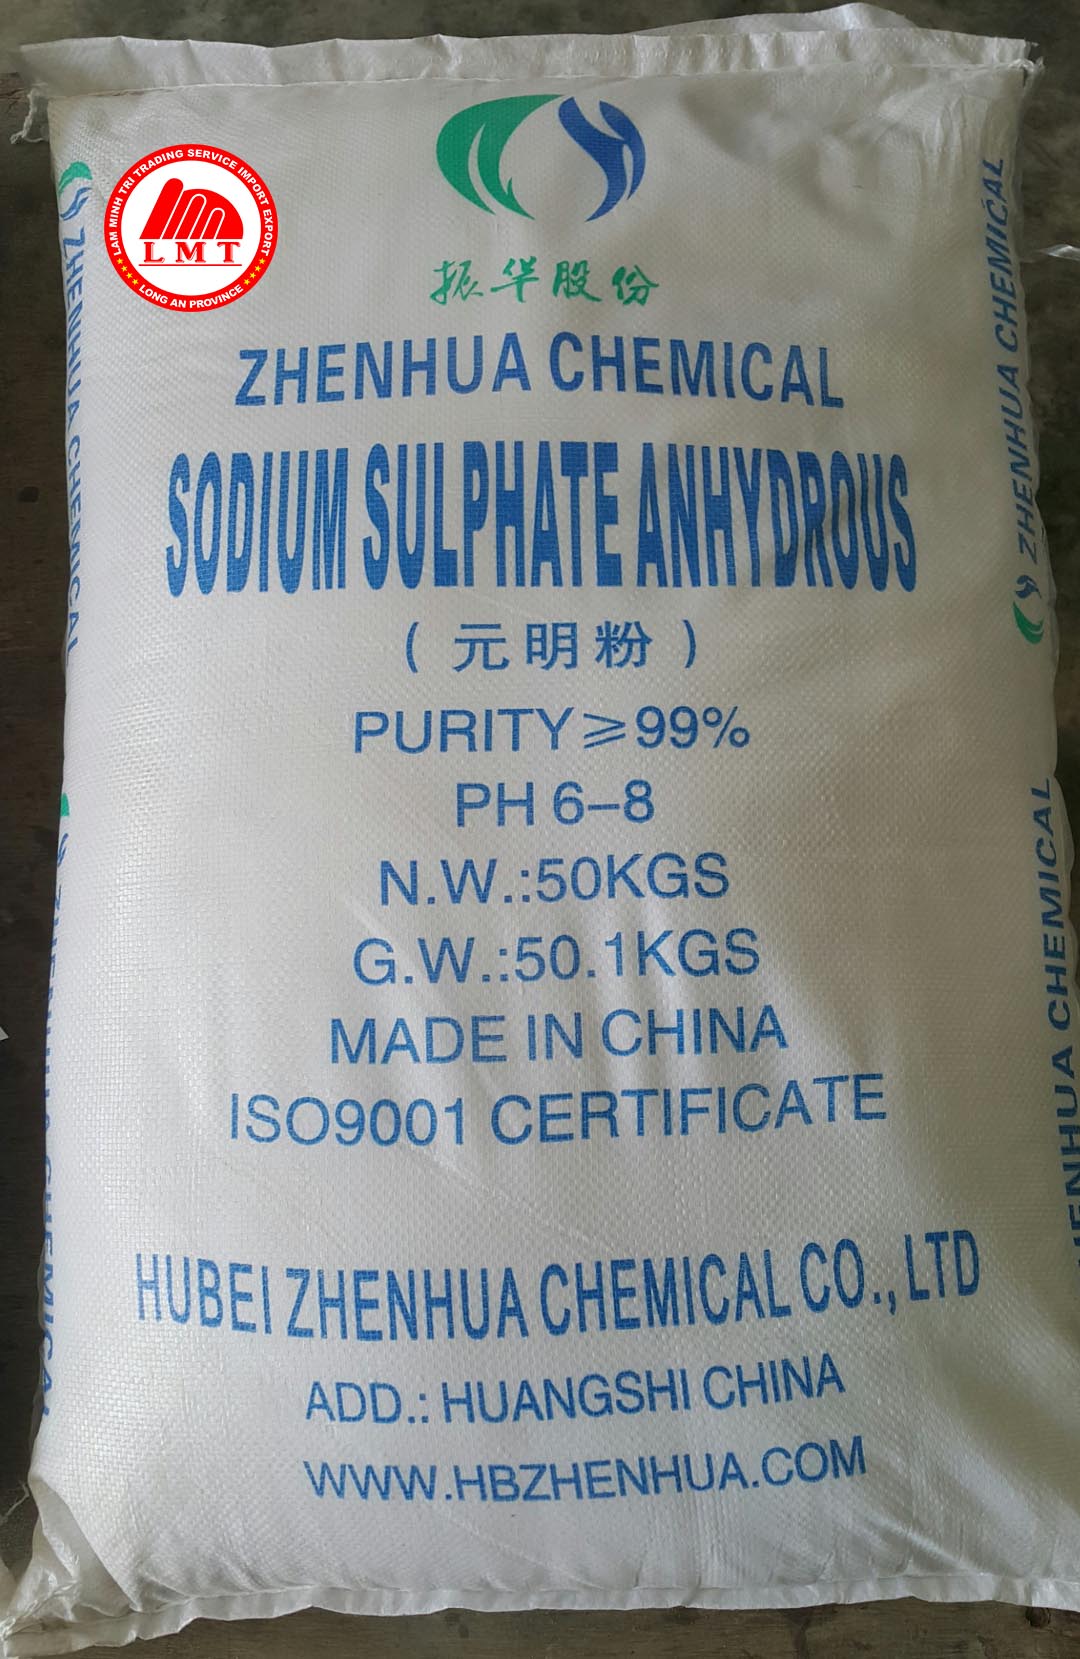 LAM MINH TRI TRADING SERVICE IMPORT EXPORT
LMT
LONG AN PROVINCE
振华股份
ZHENHUA CHEMICAL
SODIUM SULPHATE ANHYDROUS
(元明粉)
PURITY≥99%
PH 6-8
N.W.:50KGS
G.W.:50.1KGS
MADE IN CHINA
ISO9001 CERTIFICATE
HUBEI ZHENHUA CHEMICAL CO., LTD
ADD.: HUANGSHI CHINA
WWW.HBZHENHUA.COM
ZHENHUA CHEMICAL
ZHENHUA CHEMICAL
ZHENHUA CHEMICAL
ZHENHUA CHEMICAL